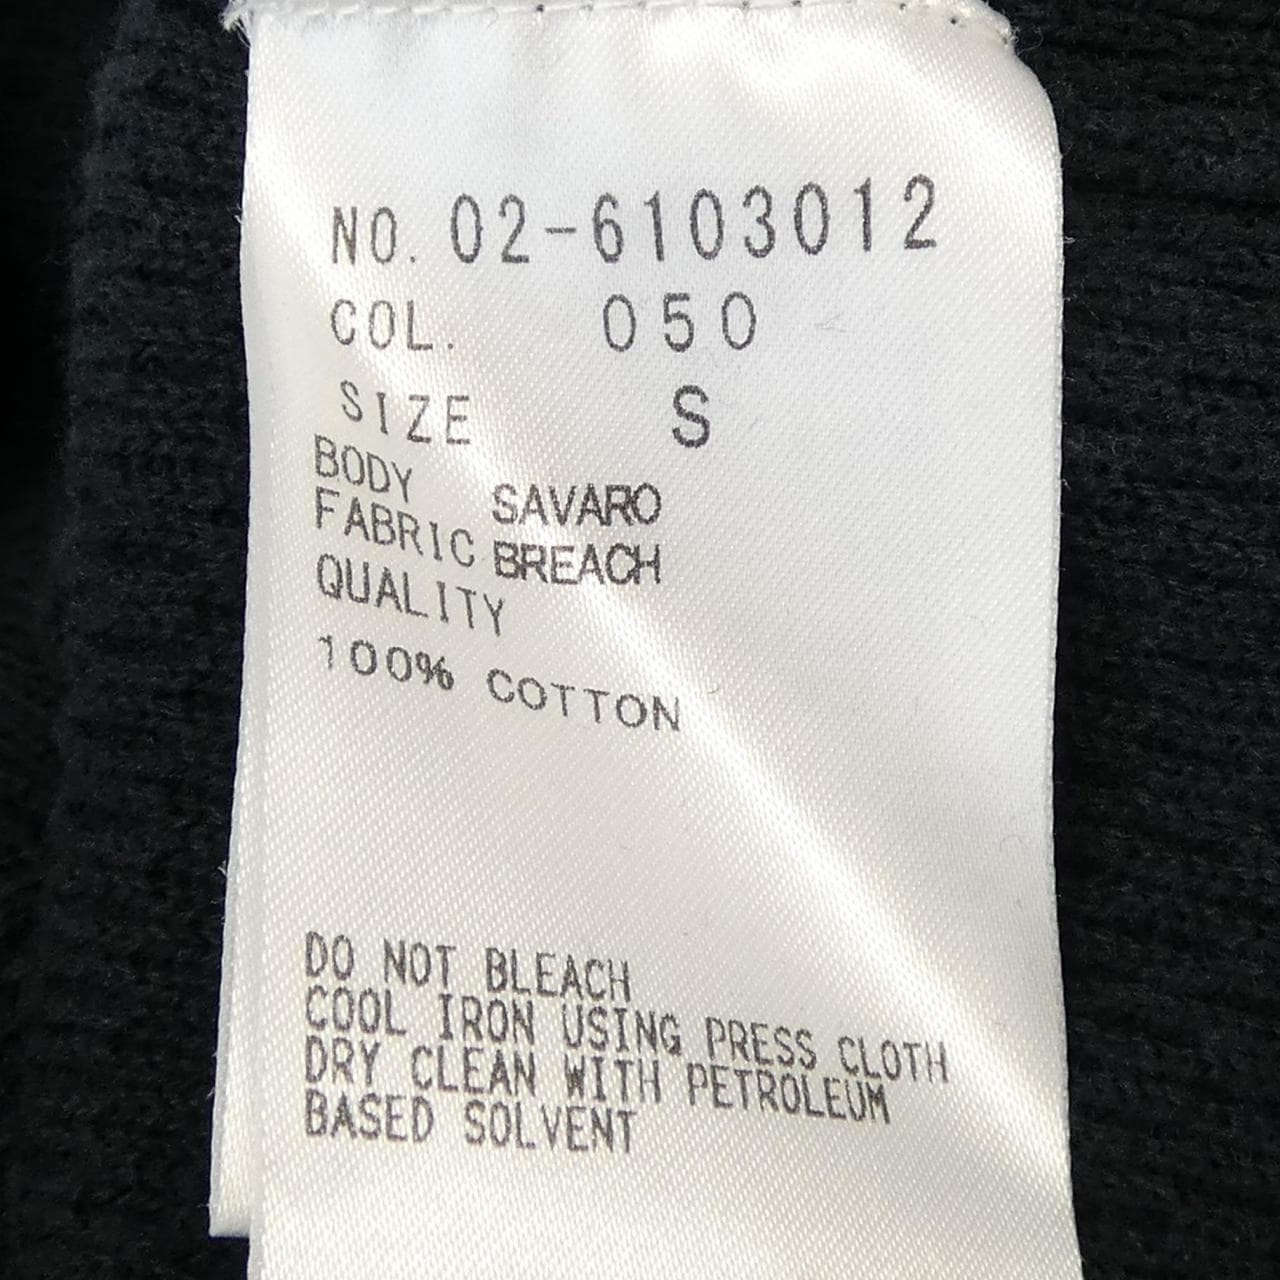 NO. 02-6103012
COL. 050
SIZE S
BODY SAVARO
FABRIC BREACH
QUALITY
100% COTTON
DO NOT BLEACH
COOL IRON USING PRESS CLOTH
DRY CLEAN WITH PETROLEUM
BASED SOLVENT